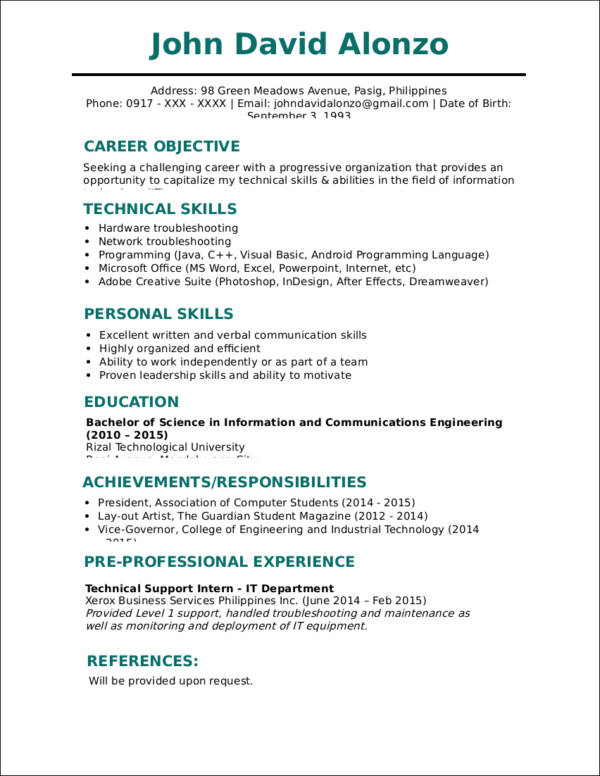 John David Alonzo
Address: 98 Green Meadows Avenue, Pasig, Philippines
Phone: 0917 - XXX - XXXX | Email: johndavidalonzo@gmail.com | Date of Birth:
September 3, 1993
CAREER OBJECTIVE
Seeking a challenging career with a progressive organization that provides an
opportunity to capitalize my technical skills & abilities in the field of information
TECHNICAL SKILLS
• Hardware troubleshooting
• Network troubleshooting
• Programming (Java, C++, Visual Basic, Android Programming Language)
• Microsoft Office (MS Word, Excel, Powerpoint, Internet, etc)
• Adobe Creative Suite (Photoshop, InDesign, After Effects, Dreamweaver)
PERSONAL SKILLS
• Excellent written and verbal communication skills
• Highly organized and efficient
• Ability to work independently or as part of a team
• Proven leadership skills and ability to motivate
EDUCATION
Bachelor of Science in Information and Communications Engineering
(2010 – 2015)
Rizal Technological University
ACHIEVEMENTS/RESPONSIBILITIES
• President, Association of Computer Students (2014 - 2015)
• Lay-out Artist, The Guardian Student Magazine (2012 - 2014)
• Vice-Governor, College of Engineering and Industrial Technology (2014
PRE-PROFESSIONAL EXPERIENCE
Technical Support Intern - IT Department
Xerox Business Services Philippines Inc. (June 2014 – Feb 2015)
Provided Level 1 support, handled troubleshooting and maintenance as
well as monitoring and deployment of IT equipment.
REFERENCES:
Will be provided upon request.